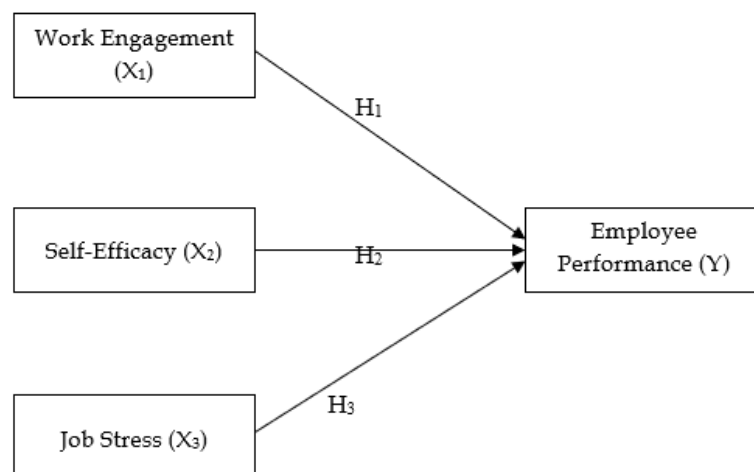 Work Engagement
(X₁)
H₁
Self-Efficacy (X₂)
H₂
Employee
Performance (Y)
H₃
Job Stress (X₃)